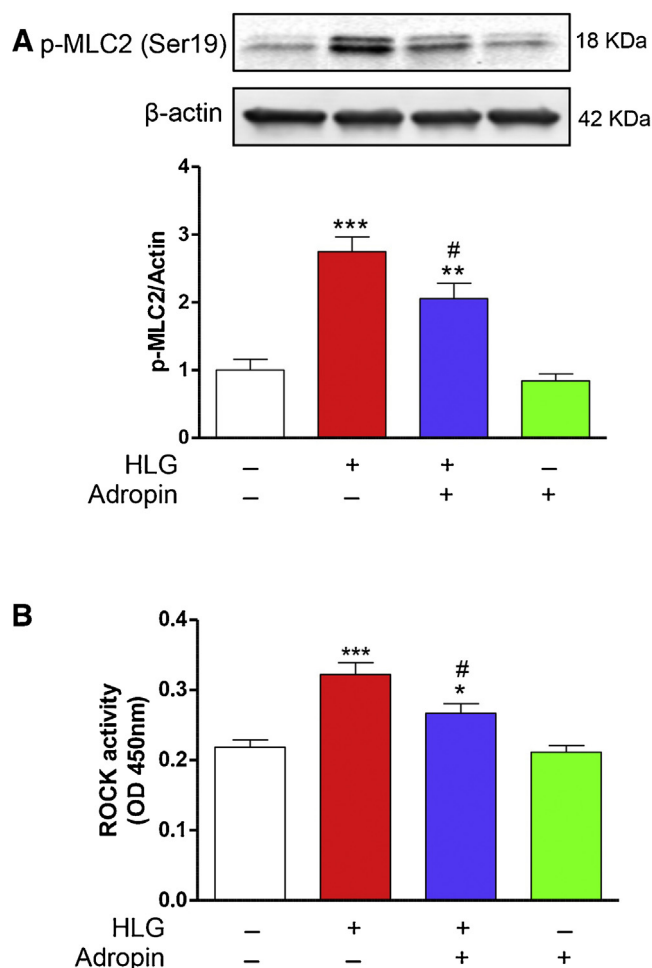 A p-MLC2 (Ser19) 18 KDa
β-actin 42 KDa
p-MLC2/Actin
4
3
2
1
0
***
#
**
HLG – + + –
Adropin – – + +
B
ROCK activity
(OD 450nm)
0.4
0.3
0.2
0.1
0.0
***
#
*
HLG – + + –
Adropin – – + +